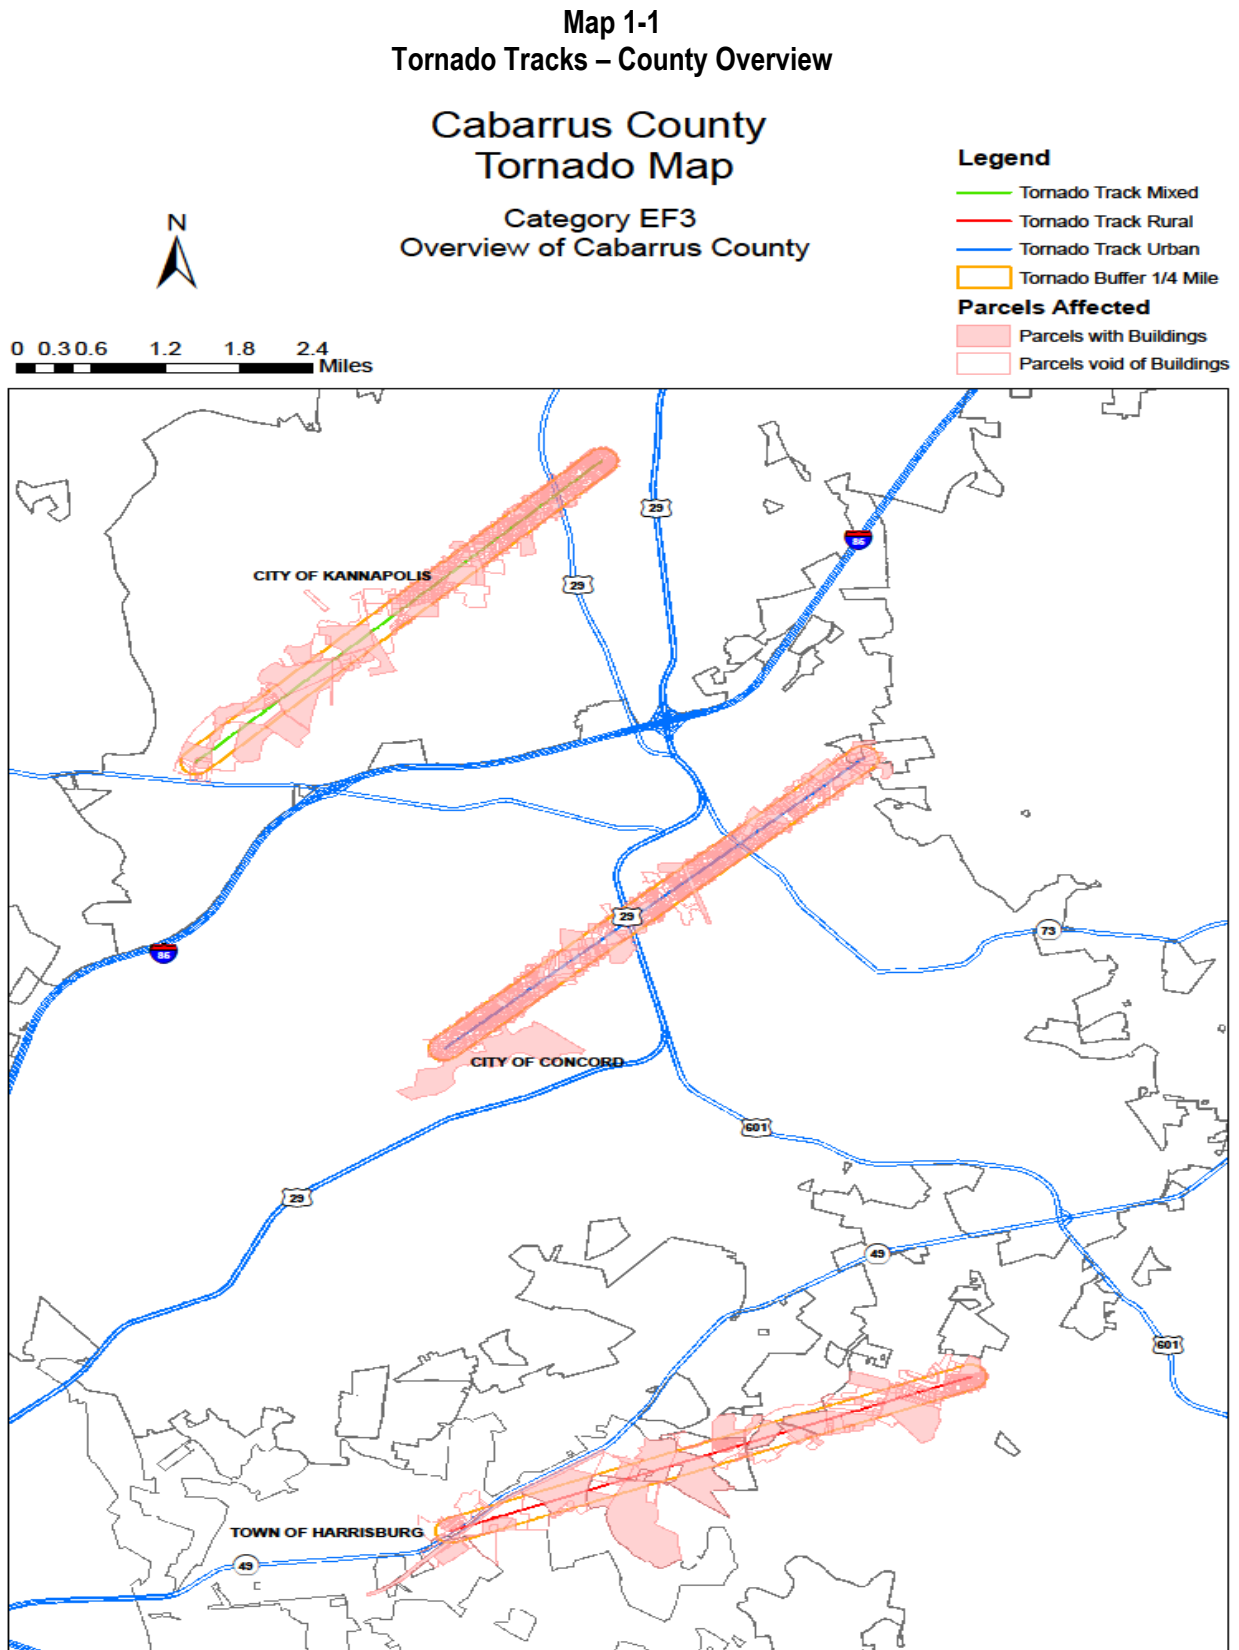 Map 1-1
Tornado Tracks – County Overview
Cabarrus County
Tornado Map
Category EF3
Overview of Cabarrus County
N
0 0.3 0.6 1.2 1.8 2.4
Miles
Legend
Tornado Track Mixed
Tornado Track Rural
Tornado Track Urban
Tornado Buffer 1/4 Mile
Parcels Affected
Parcels with Buildings
Parcels void of Buildings
29
85
CITY OF KANNAPOLIS
29
29
73
85
CITY OF CONCORD
601
29
49
601
TOWN OF HARRISBURG
49